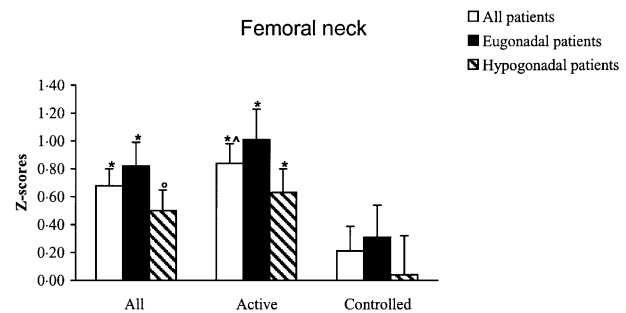 Femoral neck
All patients
Eugonadal patients
Hypogonadal patients
Z-scores
1·40
1·20
1·00
0·80
0·60
0·40
0·20
0·00
* * °
*^ * *
All Active Controlled